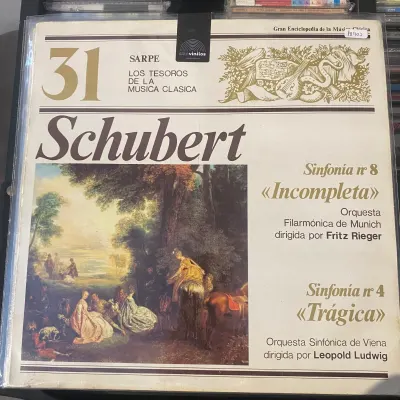 Gran Enciclopedia de la Música Clásica
31
SARPE
LOS TESOROS
DE LA
MUSICA CLASICA
Schubert
Sinfonía nº 8
«Incompleta»
Orquesta
Filarmónica de Munich
dirigida por Fritz Rieger
Sinfonía nº 4
«Trágica»
Orquesta Sinfónica de Viena
dirigida por Leopold Ludwig